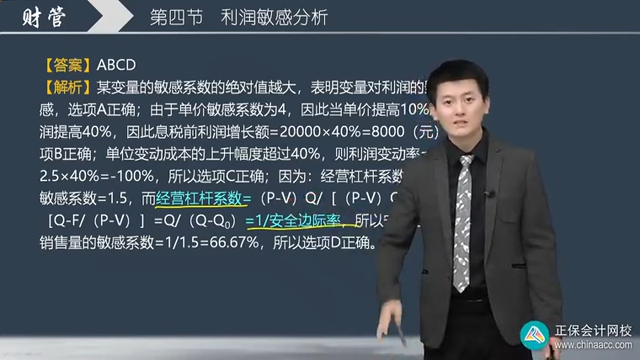 财管 第四节 利润敏感分析
【答案】ABCD
【解析】某变量的敏感系数的绝对值越大，表明变量对利润的
感，选项A正确；由于单价敏感系数为4，因此当单价提高10%
润提高40%，因此息税前利润增长额=20000×40%=8000（元）
项B正确；单位变动成本的上升幅度超过40%，则利润变动率
2.5×40%=-100%，所以选项C正确；因为：经营杠杆系数
敏感系数=1.5，而经营杠杆系数=（P-V）Q/［（P-V）
［Q-F/（P-V）］=Q/（Q-Q₀）=1/安全边际率，所以
销售量的敏感系数=1/1.5=66.67%，所以选项D正确。
正保会计网校
www.chinaacc.com